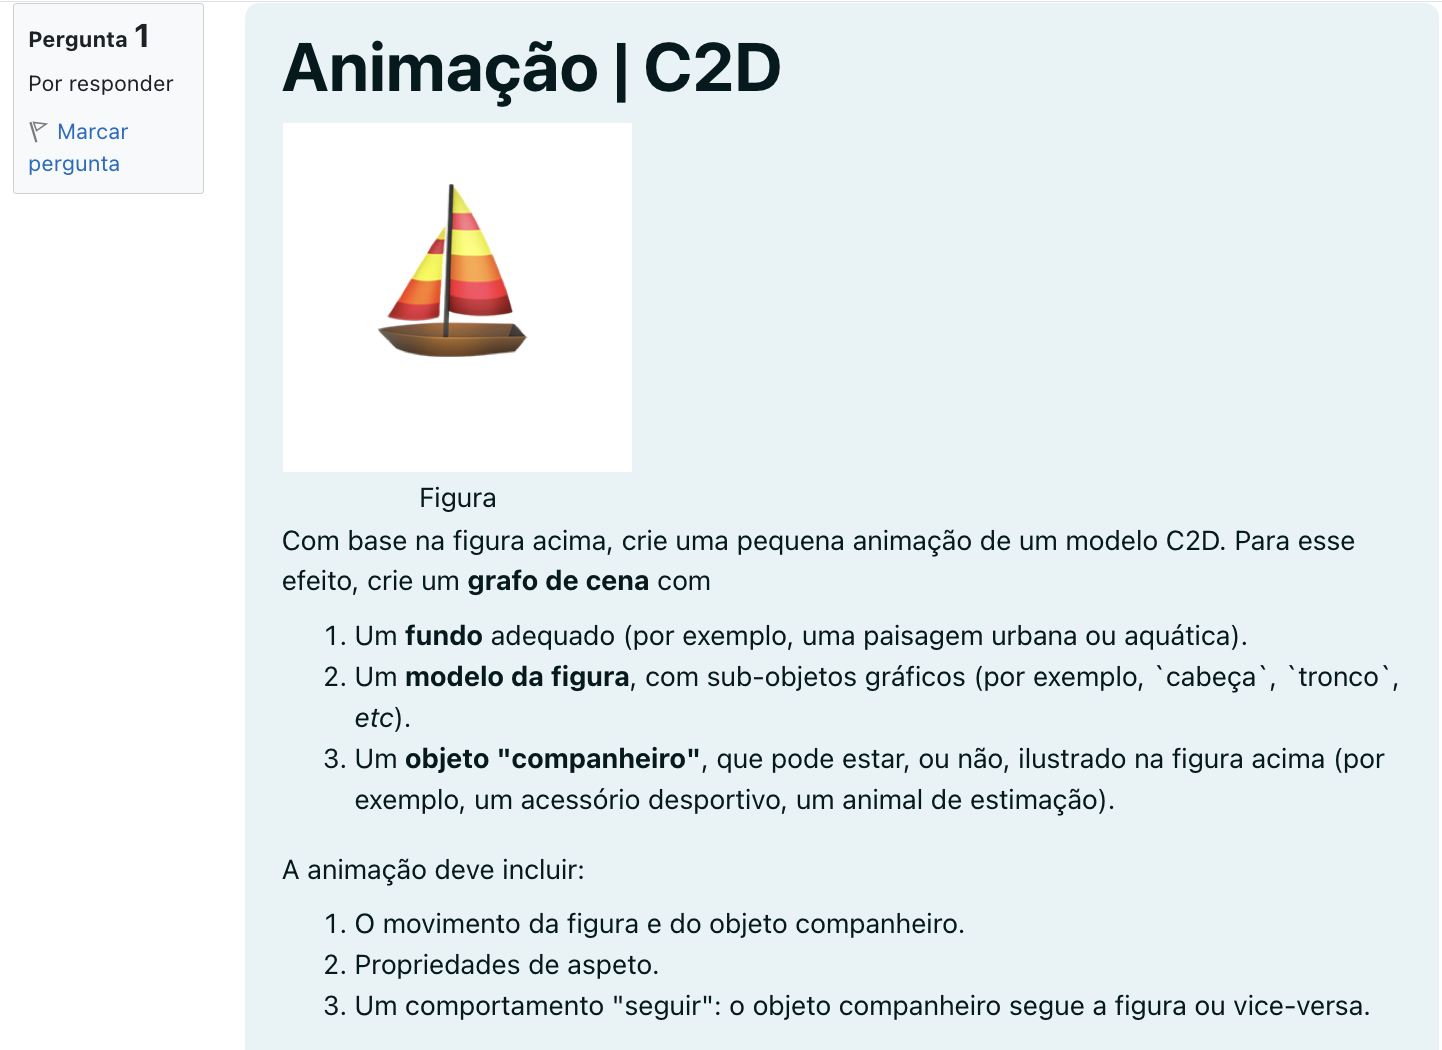 Pergunta 1
Por responder
Marcar
pergunta
Animação | C2D
Figura
Com base na figura acima, crie uma pequena animação de um modelo C2D. Para esse
efeito, crie um grafo de cena com
1. Um fundo adequado (por exemplo, uma paisagem urbana ou aquática).
2. Um modelo da figura, com sub-objetos gráficos (por exemplo, `cabeça`, `tronco`,
etc).
3. Um objeto "companheiro", que pode estar, ou não, ilustrado na figura acima (por
exemplo, um acessório desportivo, um animal de estimação).
A animação deve incluir:
1. O movimento da figura e do objeto companheiro.
2. Propriedades de aspeto.
3. Um comportamento "seguir": o objeto companheiro segue a figura ou vice-versa.